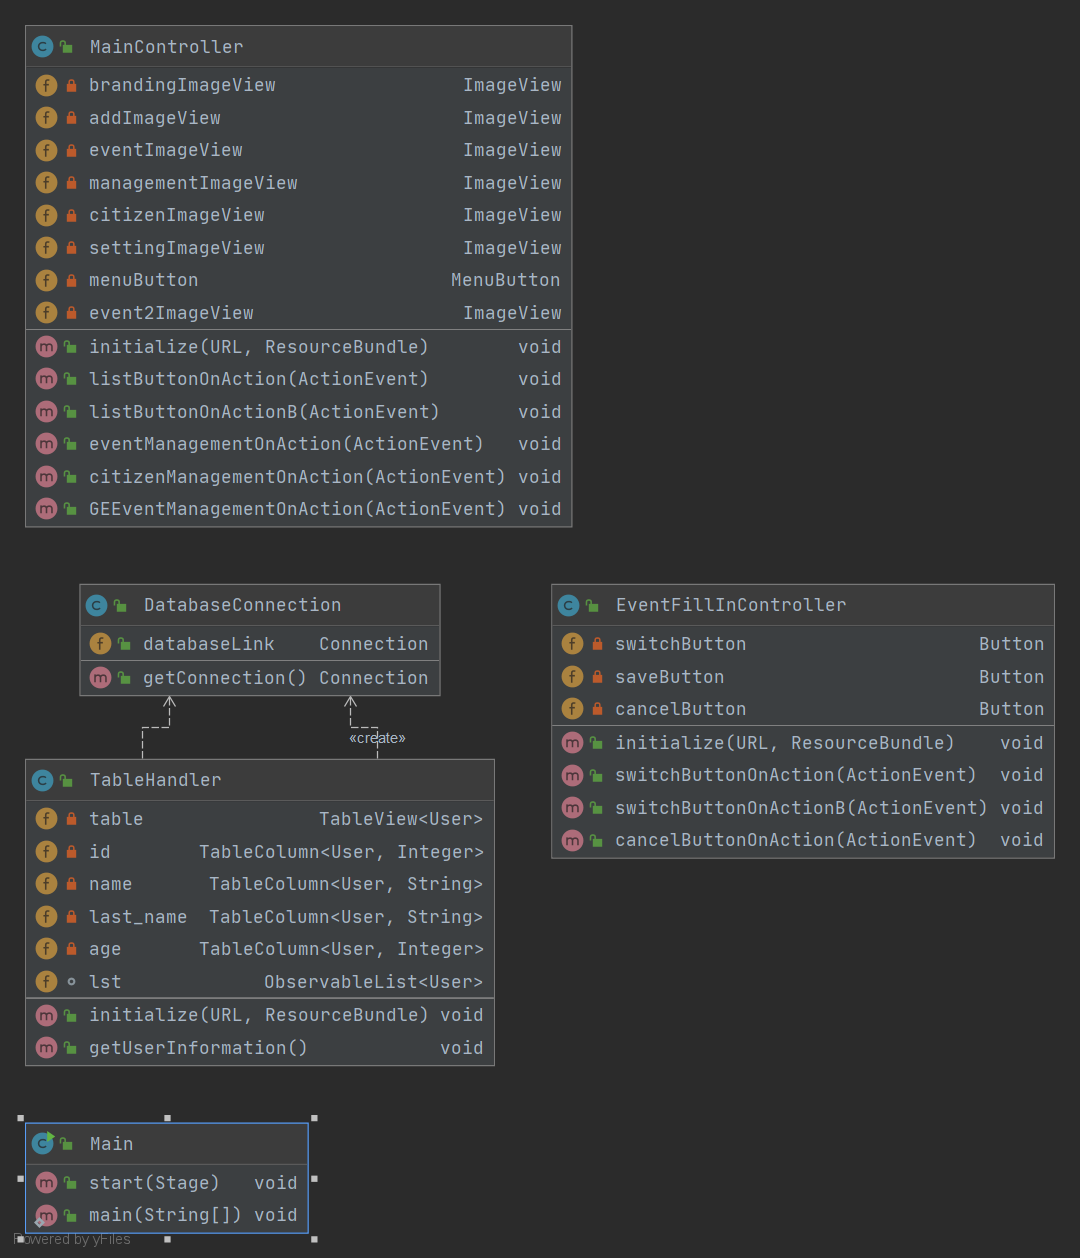 MainController
brandingImageView ImageView
addImageView ImageView
eventImageView ImageView
managementImageView ImageView
citizenImageView ImageView
settingImageView ImageView
menuButton MenuButton
event2ImageView ImageView
initialize(URL, ResourceBundle) void
listButtonOnAction(ActionEvent) void
listButtonOnActionB(ActionEvent) void
eventManagementOnAction(ActionEvent) void
citizenManagementOnAction(ActionEvent) void
GEEventManagementOnAction(ActionEvent) void
DatabaseConnection
databaseLink Connection
getConnection() Connection
EventFillInController
switchButton Button
saveButton Button
cancelButton Button
initialize(URL, ResourceBundle) void
switchButtonOnAction(ActionEvent) void
switchButtonOnActionB(ActionEvent) void
cancelButtonOnAction(ActionEvent) void
«create»
TableHandler
table TableView<User>
id TableColumn<User, Integer>
name TableColumn<User, String>
last_name TableColumn<User, String>
age TableColumn<User, Integer>
lst ObservableList<User>
initialize(URL, ResourceBundle) void
getUserInformation() void
Main
start(Stage) void
main(String[]) void
Powered by yFiles